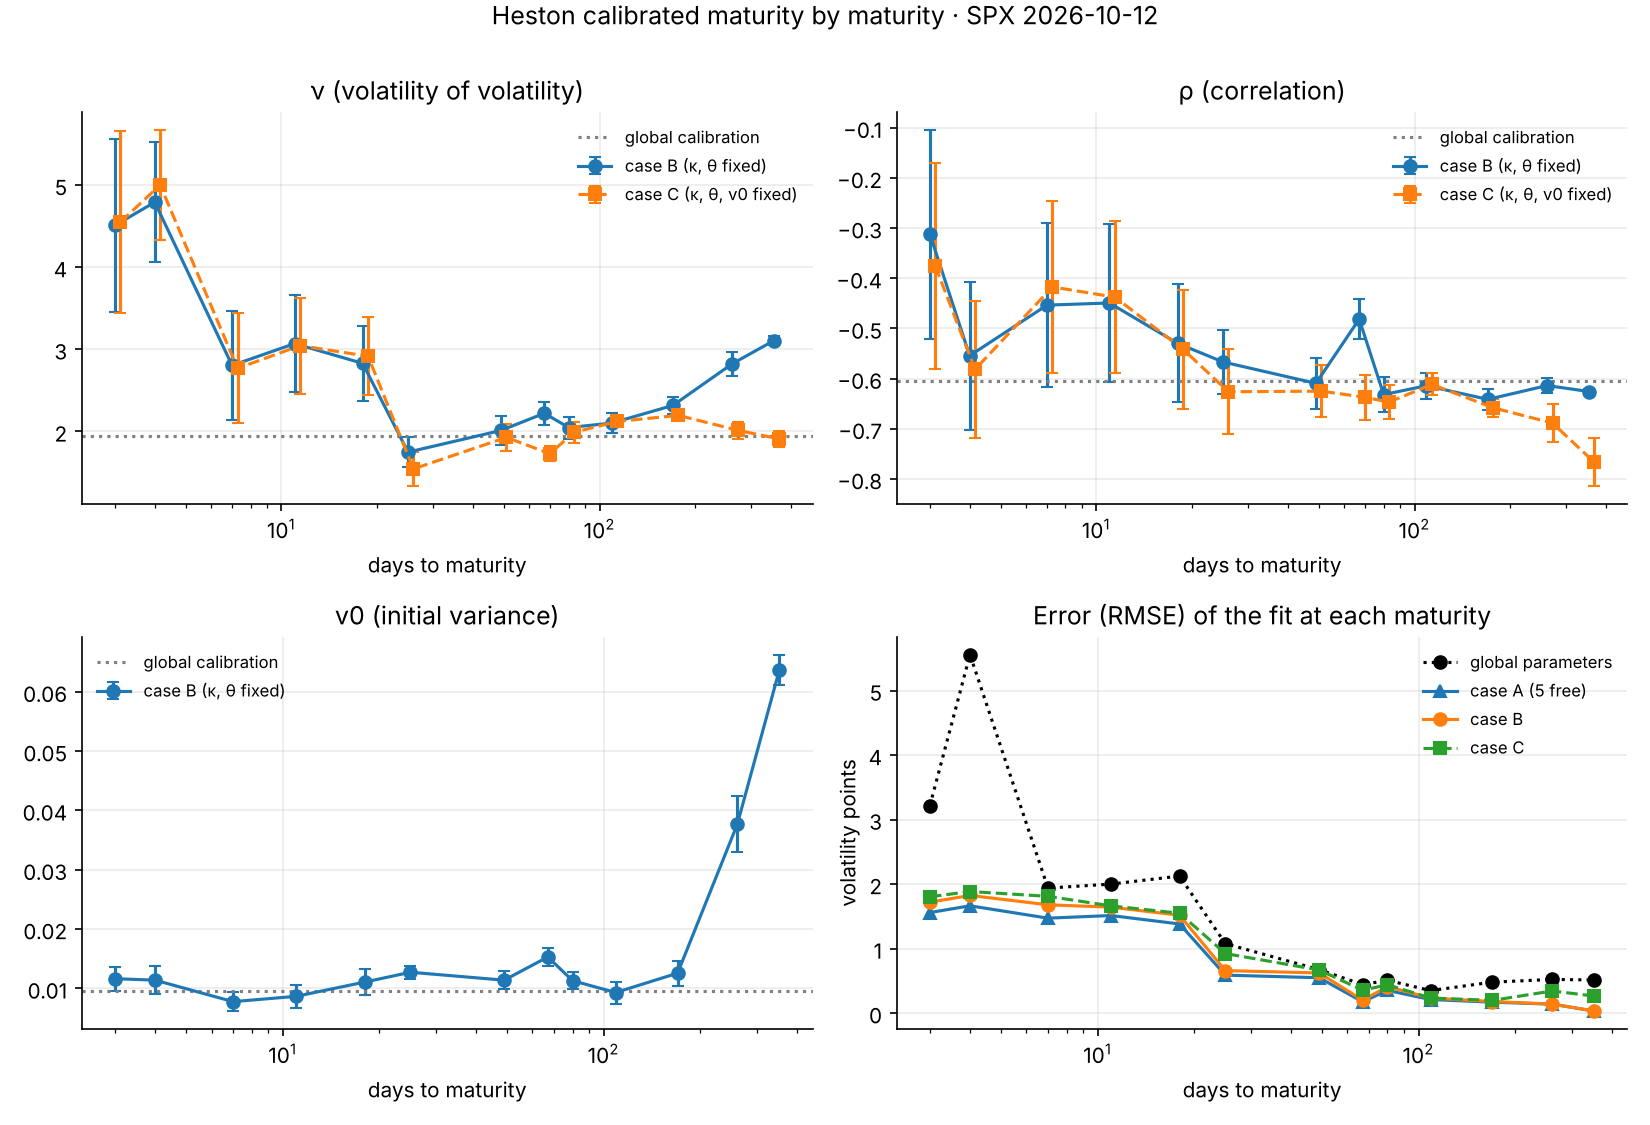 Heston calibrated maturity by maturity · SPX 2026-10-12
ν (volatility of volatility)
global calibration
case B (κ, θ fixed)
case C (κ, θ, v0 fixed)
5
4
3
2
10¹
10²
days to maturity
ρ (correlation)
global calibration
case B (κ, θ fixed)
case C (κ, θ, v0 fixed)
−0.1
−0.2
−0.3
−0.4
−0.5
−0.6
−0.7
−0.8
10¹
10²
days to maturity
v0 (initial variance)
global calibration
case B (κ, θ fixed)
0.06
0.05
0.04
0.03
0.02
0.01
10¹
10²
days to maturity
Error (RMSE) of the fit at each maturity
global parameters
case A (5 free)
case B
case C
volatility points
5
4
3
2
1
0
10¹
10²
days to maturity